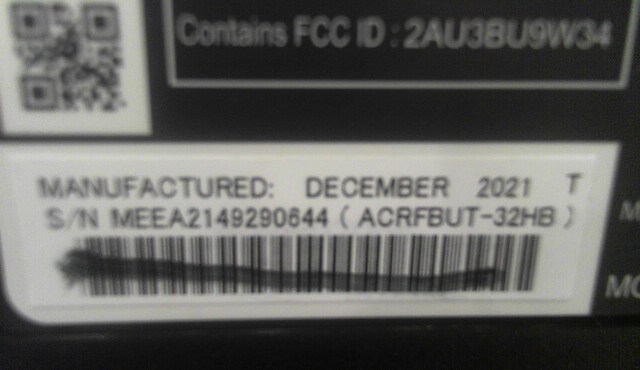 Contains FCC ID : 2AU3BU9W34
MANUFACTURED: DECEMBER 2021 T
S/N MEEA2149290644 ( ACRFBUT-32HB )